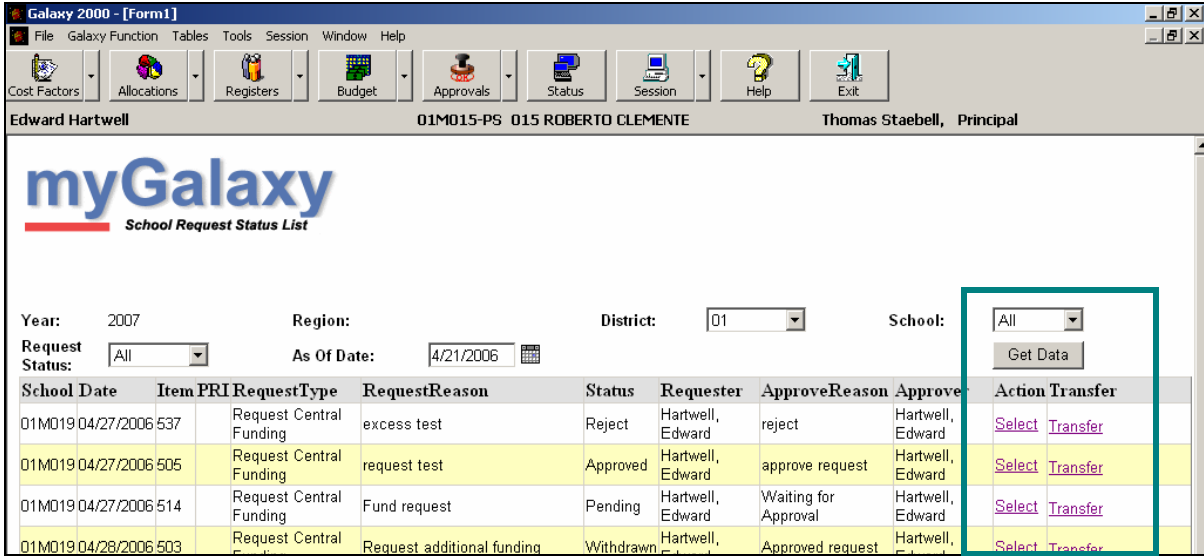 Galaxy 2000 - [Form1]
File Galaxy Function Tables Tools Session Window Help
Cost Factors Allocations Registers Budget Approvals Status Session Help Exit
Edward Hartwell 01M015-PS 015 ROBERTO CLEMENTE Thomas Staebell, Principal
myGalaxy
School Request Status List
Year: 2007 Region: District: 01 School: All
Request Status: All As Of Date: 4/21/2006 Get Data
School Date Item PRI RequestType RequestReason Status Requester ApproveReason Approver Action Transfer
01M019 04/27/2006 537 Request Central Funding excess test Reject Hartwell, Edward reject Hartwell, Edward Select Transfer
01M019 04/27/2006 505 Request Central Funding request test Approved Hartwell, Edward approve request Hartwell, Edward Select Transfer
01M019 04/27/2006 514 Request Central Funding Fund request Pending Hartwell, Edward Waiting for Approval Hartwell, Edward Select Transfer
01M019 04/28/2006 503 Request Central Request additional funding Withdrawn Hartwell, Approved request Hartwell, Select Transfer